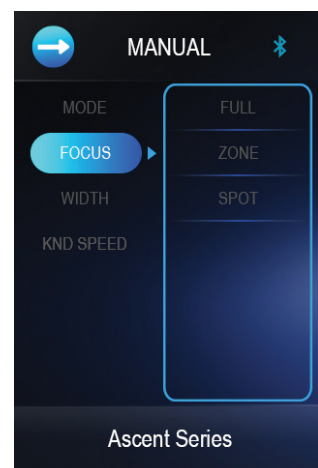 MANUAL
MODE
FOCUS
WIDTH
KND SPEED
FULL
ZONE
SPOT
Ascent Series